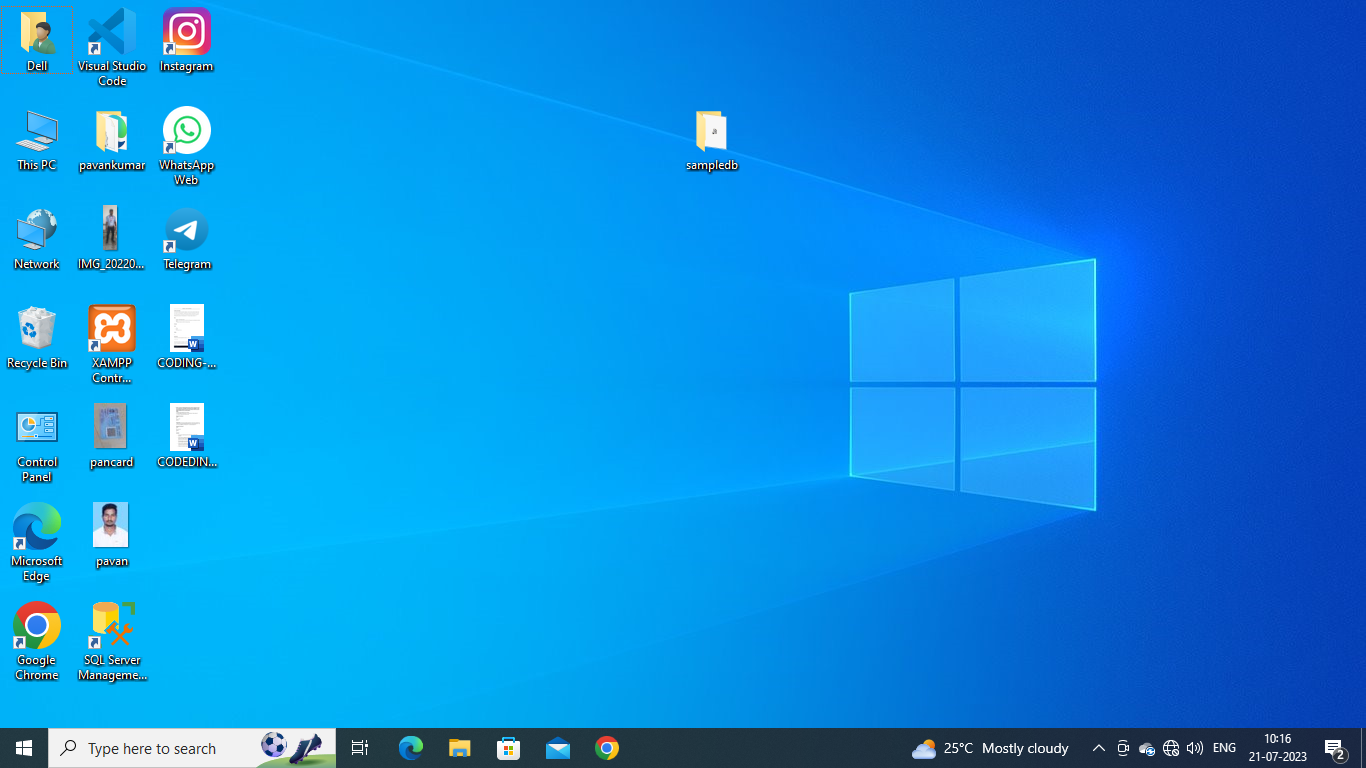 Dell
Visual Studio
Code
Instagram
This PC
pavankumar
WhatsApp
Web
sampledb
Network
IMG_20220...
Telegram
Recycle Bin
XAMPP
Contr...
CODING-...
Control
Panel
pancard
CODEDIN...
Microsoft
Edge
pavan
Google
Chrome
SQL Server
Manageme...
Type here to search
25°C Mostly cloudy
ENG
10:16
21-07-2023
2